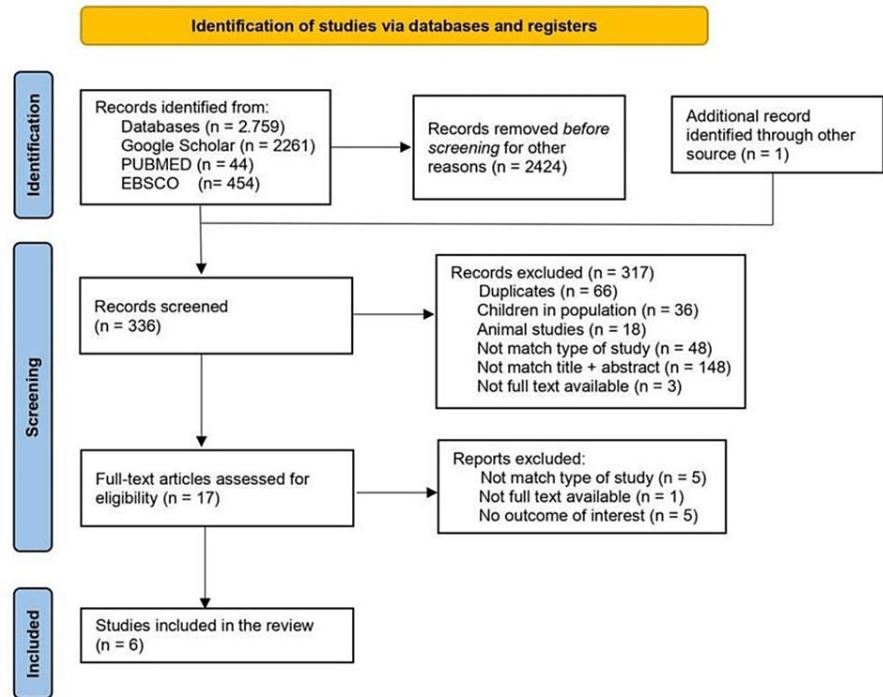 Identification of studies via databases and registers
Identification
Records identified from:
Databases (n = 2.759)
Google Scholar (n = 2261)
PUBMED (n = 44)
EBSCO (n= 454)
Records removed before
screening for other
reasons (n = 2424)
Additional record
identified through other
source (n = 1)
Screening
Records screened
(n = 336)
Records excluded (n = 317)
Duplicates (n = 66)
Children in population (n = 36)
Animal studies (n = 18)
Not match type of study (n = 48)
Not match title + abstract (n = 148)
Not full text available (n = 3)
Full-text articles assessed for
eligibility (n = 17)
Reports excluded:
Not match type of study (n = 5)
Not full text available (n = 1)
No outcome of interest (n = 5)
Included
Studies included in the review
(n = 6)